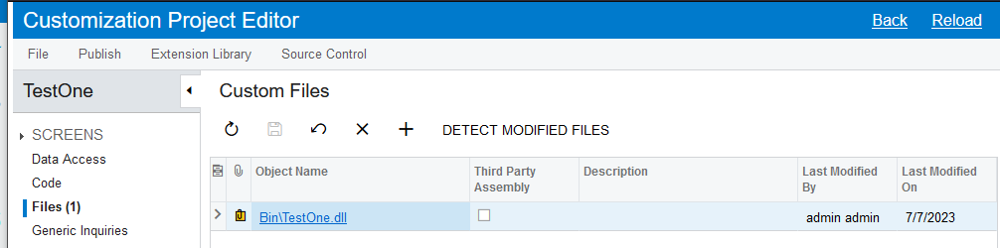 Customization Project Editor Back Reload
File Publish Extension Library Source Control
TestOne
Custom Files
DETECT MODIFIED FILES
SCREENS
Data Access
Code
Files (1)
Generic Inquiries
Object Name Third Party Assembly Description Last Modified By Last Modified On
Bin\TestOne.dll admin admin 7/7/2023